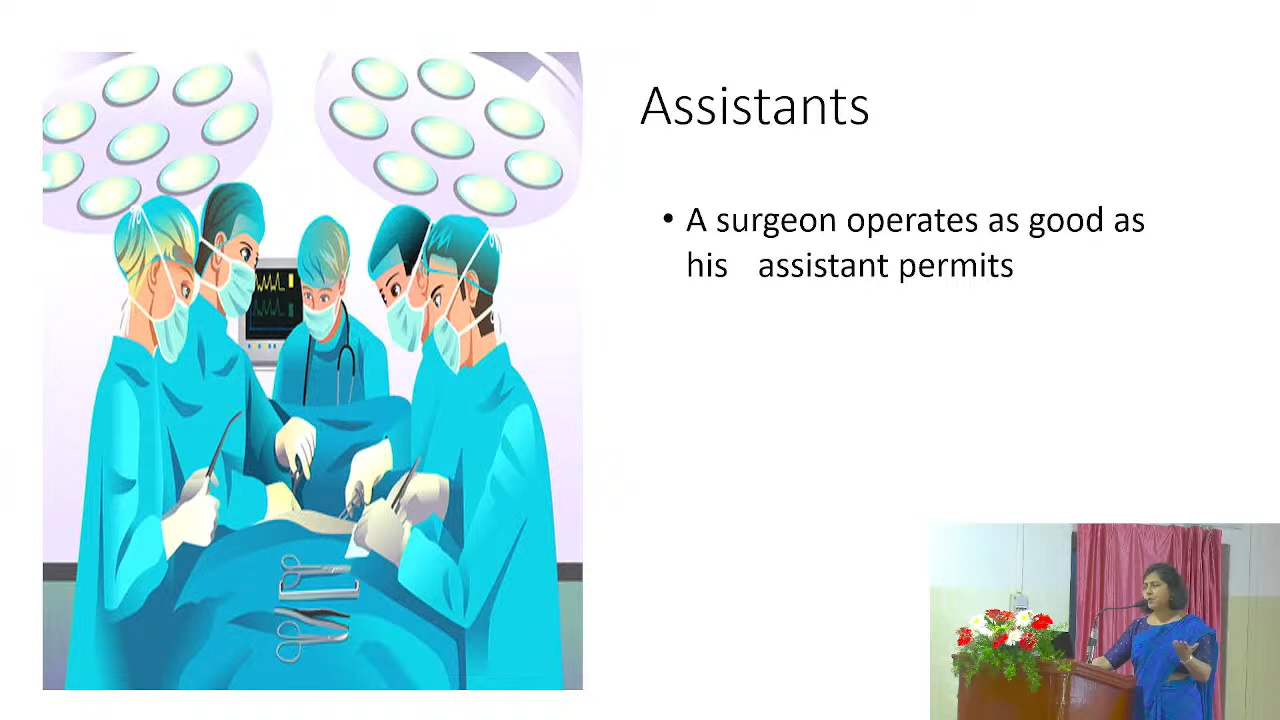 Assistants
• A surgeon operates as good as
his assistant permits